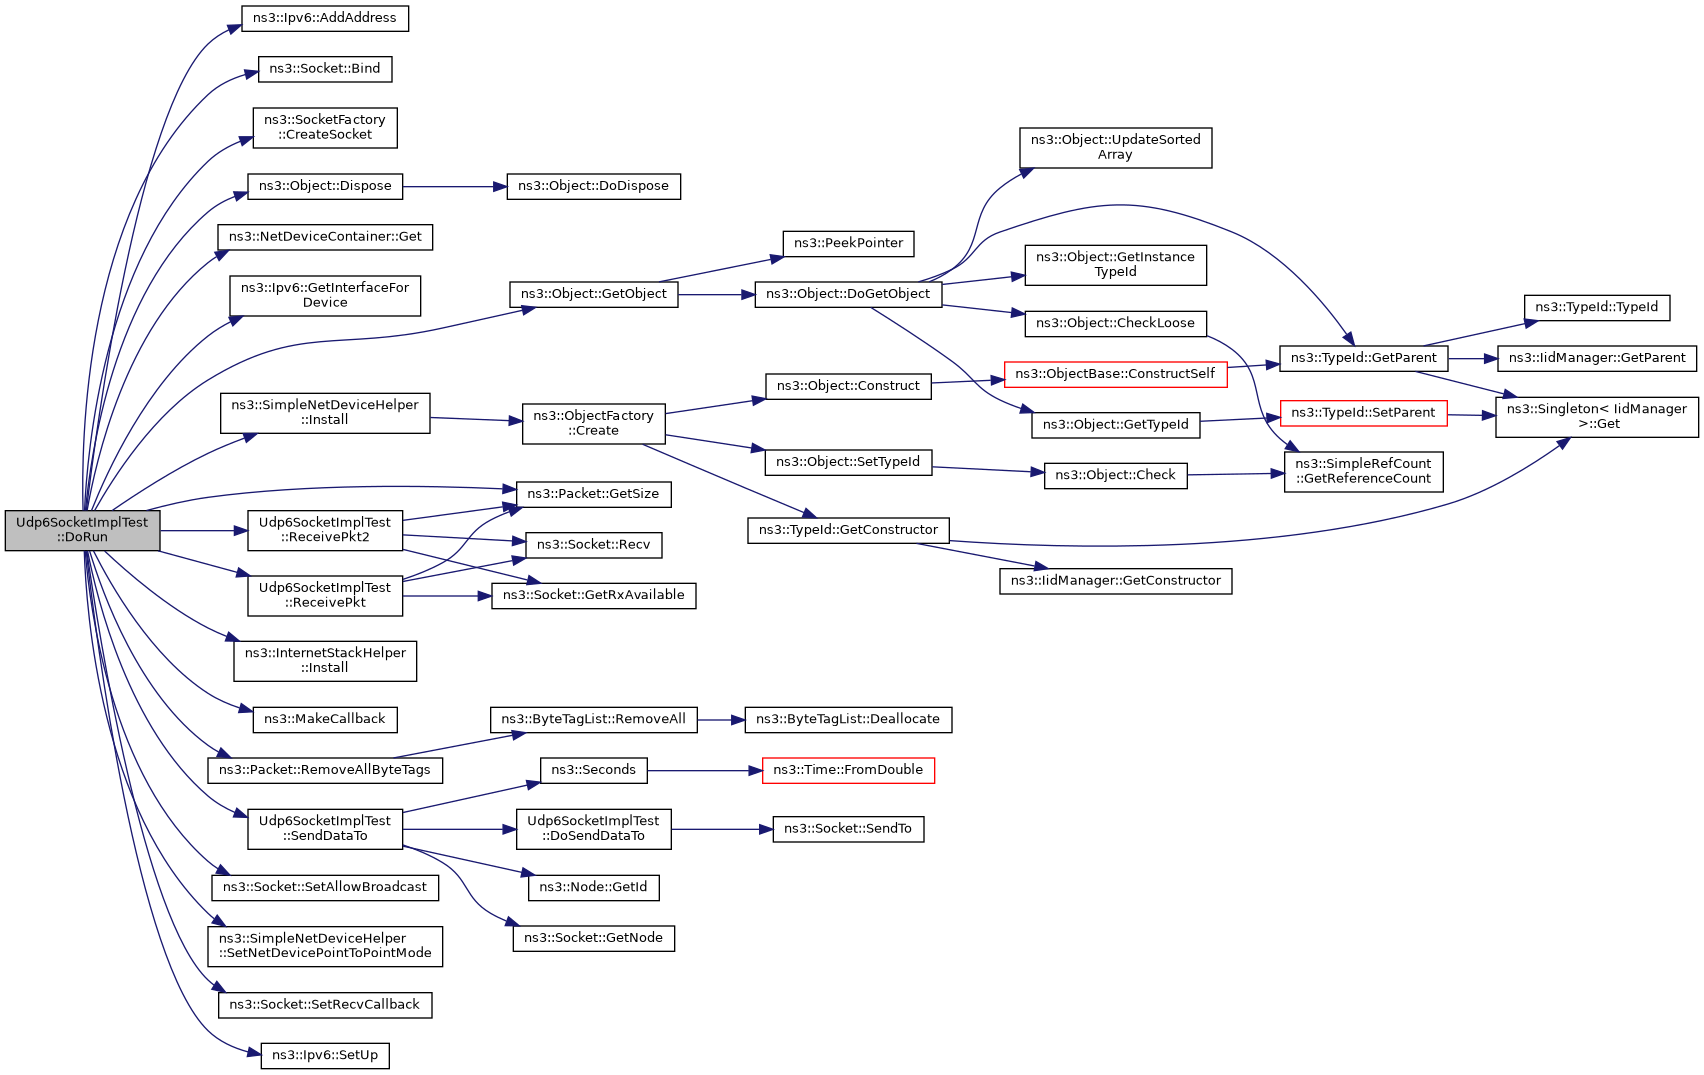 ns3::Ipv6::AddAddress
ns3::Socket::Bind
ns3::SocketFactory
::CreateSocket
ns3::Object::Dispose
ns3::Object::DoDispose
ns3::NetDeviceContainer::Get
ns3::Ipv6::GetInterfaceFor
Device
ns3::Object::GetObject
ns3::PeekPointer
ns3::Object::DoGetObject
ns3::Object::UpdateSorted
Array
ns3::Object::GetInstance
TypeId
ns3::Object::CheckLoose
ns3::TypeId::GetParent
ns3::TypeId::TypeId
ns3::IidManager::GetParent
ns3::Singleton< IidManager
>::Get
ns3::SimpleNetDeviceHelper
::Install
ns3::ObjectFactory
::Create
ns3::Object::Construct
ns3::ObjectBase::ConstructSelf
ns3::Object::GetTypeId
ns3::TypeId::SetParent
ns3::Object::SetTypeId
ns3::Object::Check
ns3::SimpleRefCount
::GetReferenceCount
ns3::TypeId::GetConstructor
ns3::IidManager::GetConstructor
ns3::Packet::GetSize
Udp6SocketImplTest
::DoRun
Udp6SocketImplTest
::ReceivePkt2
ns3::Socket::Recv
Udp6SocketImplTest
::ReceivePkt
ns3::Socket::GetRxAvailable
ns3::InternetStackHelper
::Install
ns3::MakeCallback
ns3::Packet::RemoveAllByteTags
ns3::ByteTagList::RemoveAll
ns3::ByteTagList::Deallocate
Udp6SocketImplTest
::SendDataTo
ns3::Seconds
ns3::Time::FromDouble
Udp6SocketImplTest
::DoSendDataTo
ns3::Socket::SendTo
ns3::Node::GetId
ns3::Socket::GetNode
ns3::Socket::SetAllowBroadcast
ns3::SimpleNetDeviceHelper
::SetNetDevicePointToPointMode
ns3::Socket::SetRecvCallback
ns3::Ipv6::SetUp